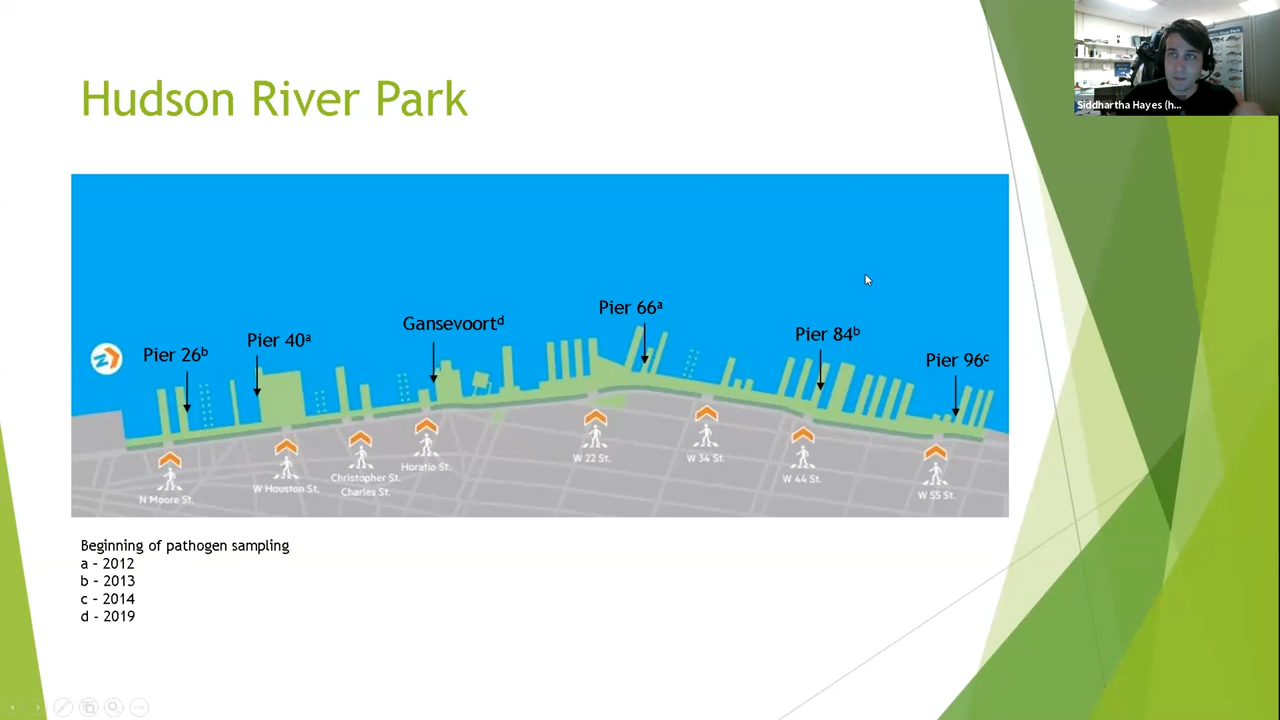 Hudson River Park
Siddhartha Hayes (h...
Pier 66ᵃ
Gansevoortᵈ
Pier 84ᵇ
Pier 40ᵃ
Pier 26ᵇ
Pier 96ᶜ
N
N Moore St.
W Houston St.
Christopher St.
Charles St.
Horatio St.
W 22 St.
W 34 St.
W 44 St.
W 55 St.
Beginning of pathogen sampling
a – 2012
b – 2013
c – 2014
d - 2019